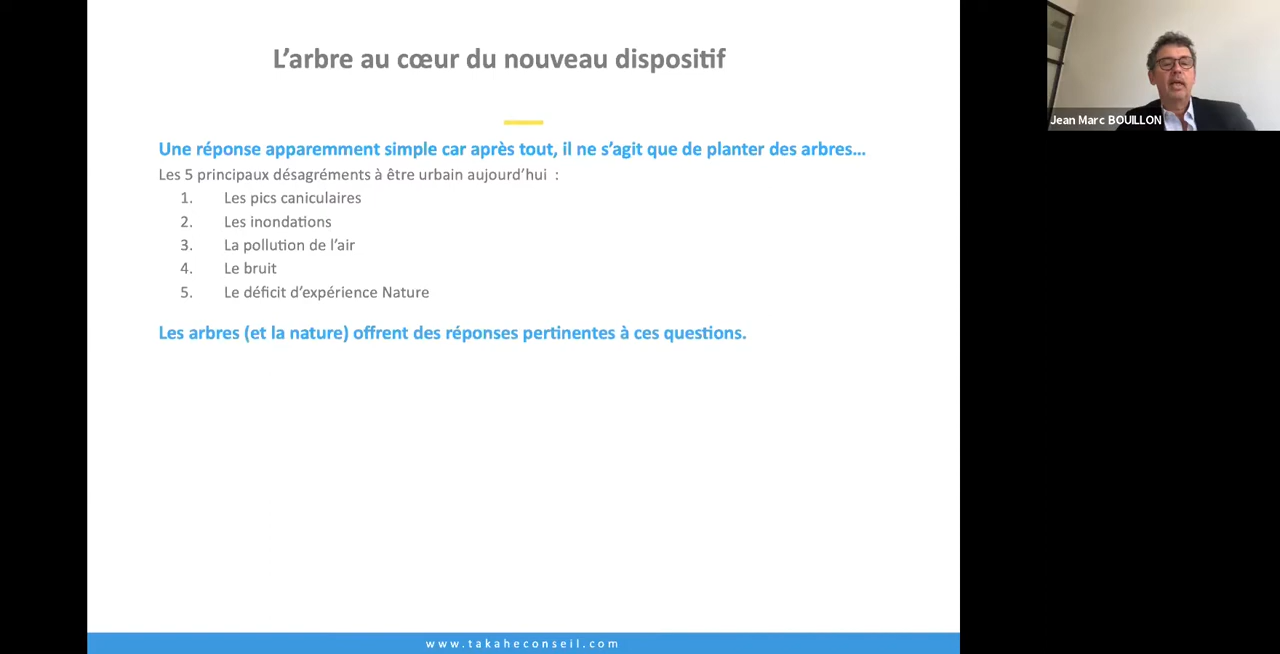 L’arbre au cœur du nouveau dispositif
Jean Marc BOUILLON
Une réponse apparemment simple car après tout, il ne s’agit que de planter des arbres…
Les 5 principaux désagréments à être urbain aujourd’hui :
1. Les pics caniculaires
2. Les inondations
3. La pollution de l’air
4. Le bruit
5. Le déficit d’expérience Nature
Les arbres (et la nature) offrent des réponses pertinentes à ces questions.
www.takaheconseil.com